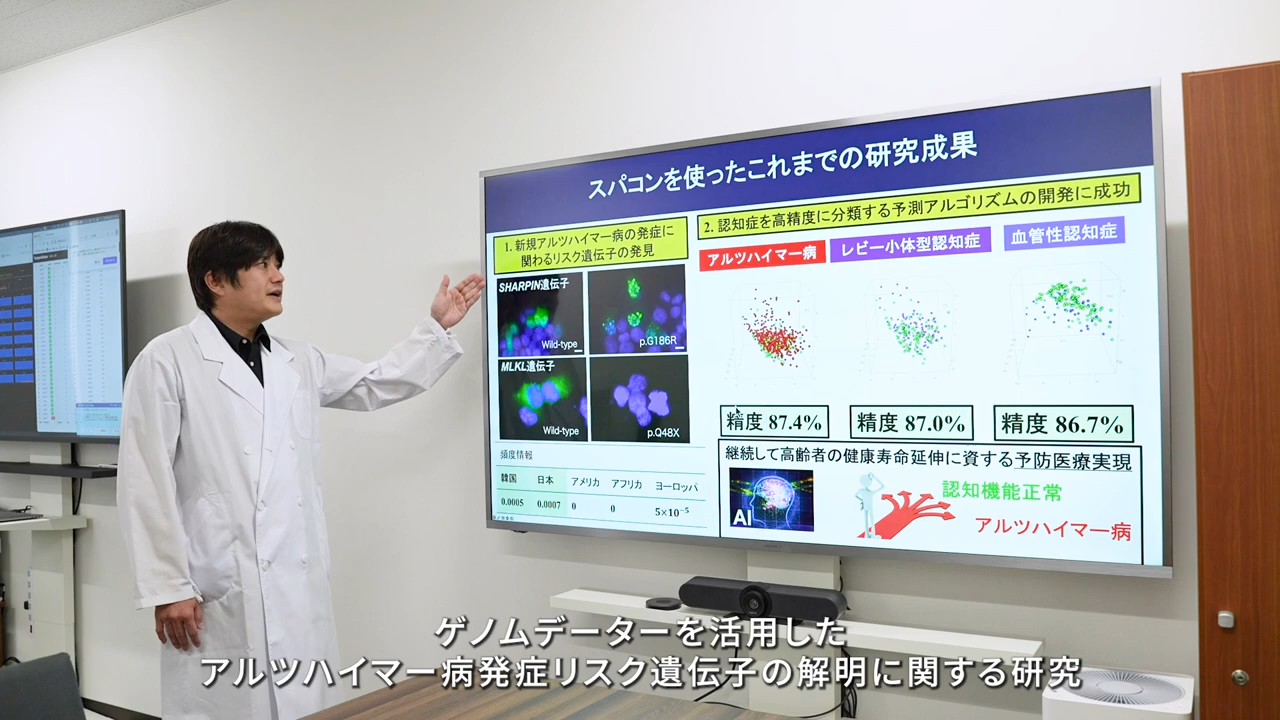 スパコンを使ったこれまでの研究成果
1. 新規アルツハイマー病の発症に
関わるリスク遺伝子の発見
SHARPIN遺伝子
Wild-type
p.G186R
MLKL遺伝子
Wild-type
p.Q48X
頻度情報
韓国 日本 アメリカ アフリカ ヨーロッパ
0.0005 0.0007 0 0 5×10⁻⁵
2. 認知症を高精度に分類する予測アルゴリズムの開発に成功
アルツハイマー病
レビー小体型認知症
血管性認知症
精度 87.4%
精度 87.0%
精度 86.7%
継続して高齢者の健康寿命延伸に資する予防医療実現
AI
認知機能正常
アルツハイマー病
ゲノムデーターを活用した
アルツハイマー病発症リスク遺伝子の解明に関する研究